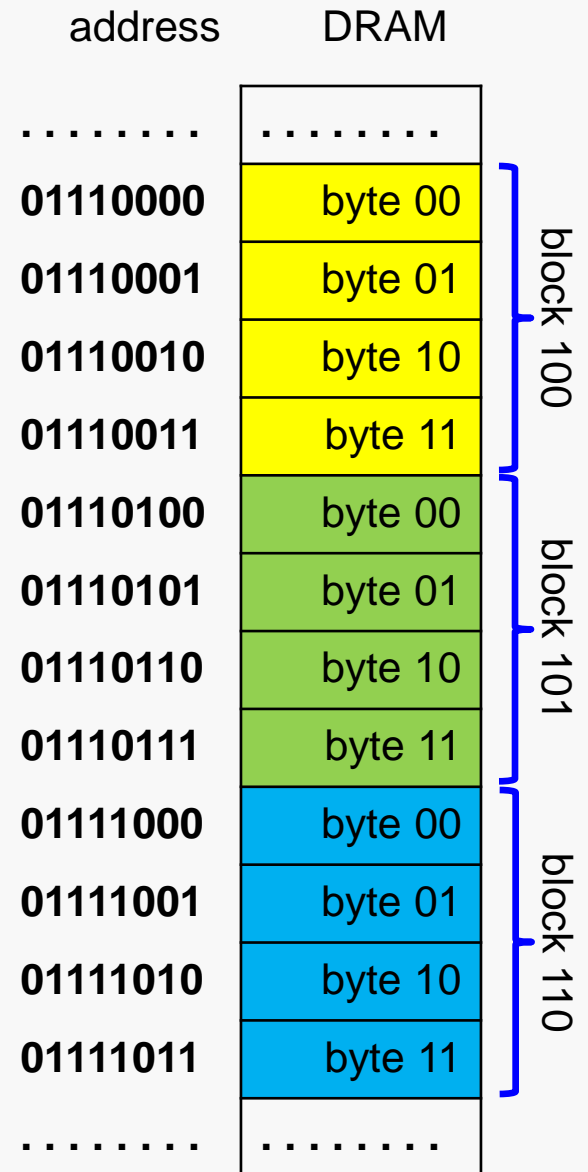 address DRAM
. . . . . . . . . . . . . . . .
01110000 byte 00
01110001 byte 01
01110010 byte 10
01110011 byte 11
block 100
01110100 byte 00
01110101 byte 01
01110110 byte 10
01110111 byte 11
block 101
01111000 byte 00
01111001 byte 01
01111010 byte 10
01111011 byte 11
block 110
. . . . . . . . . . . . . . . .